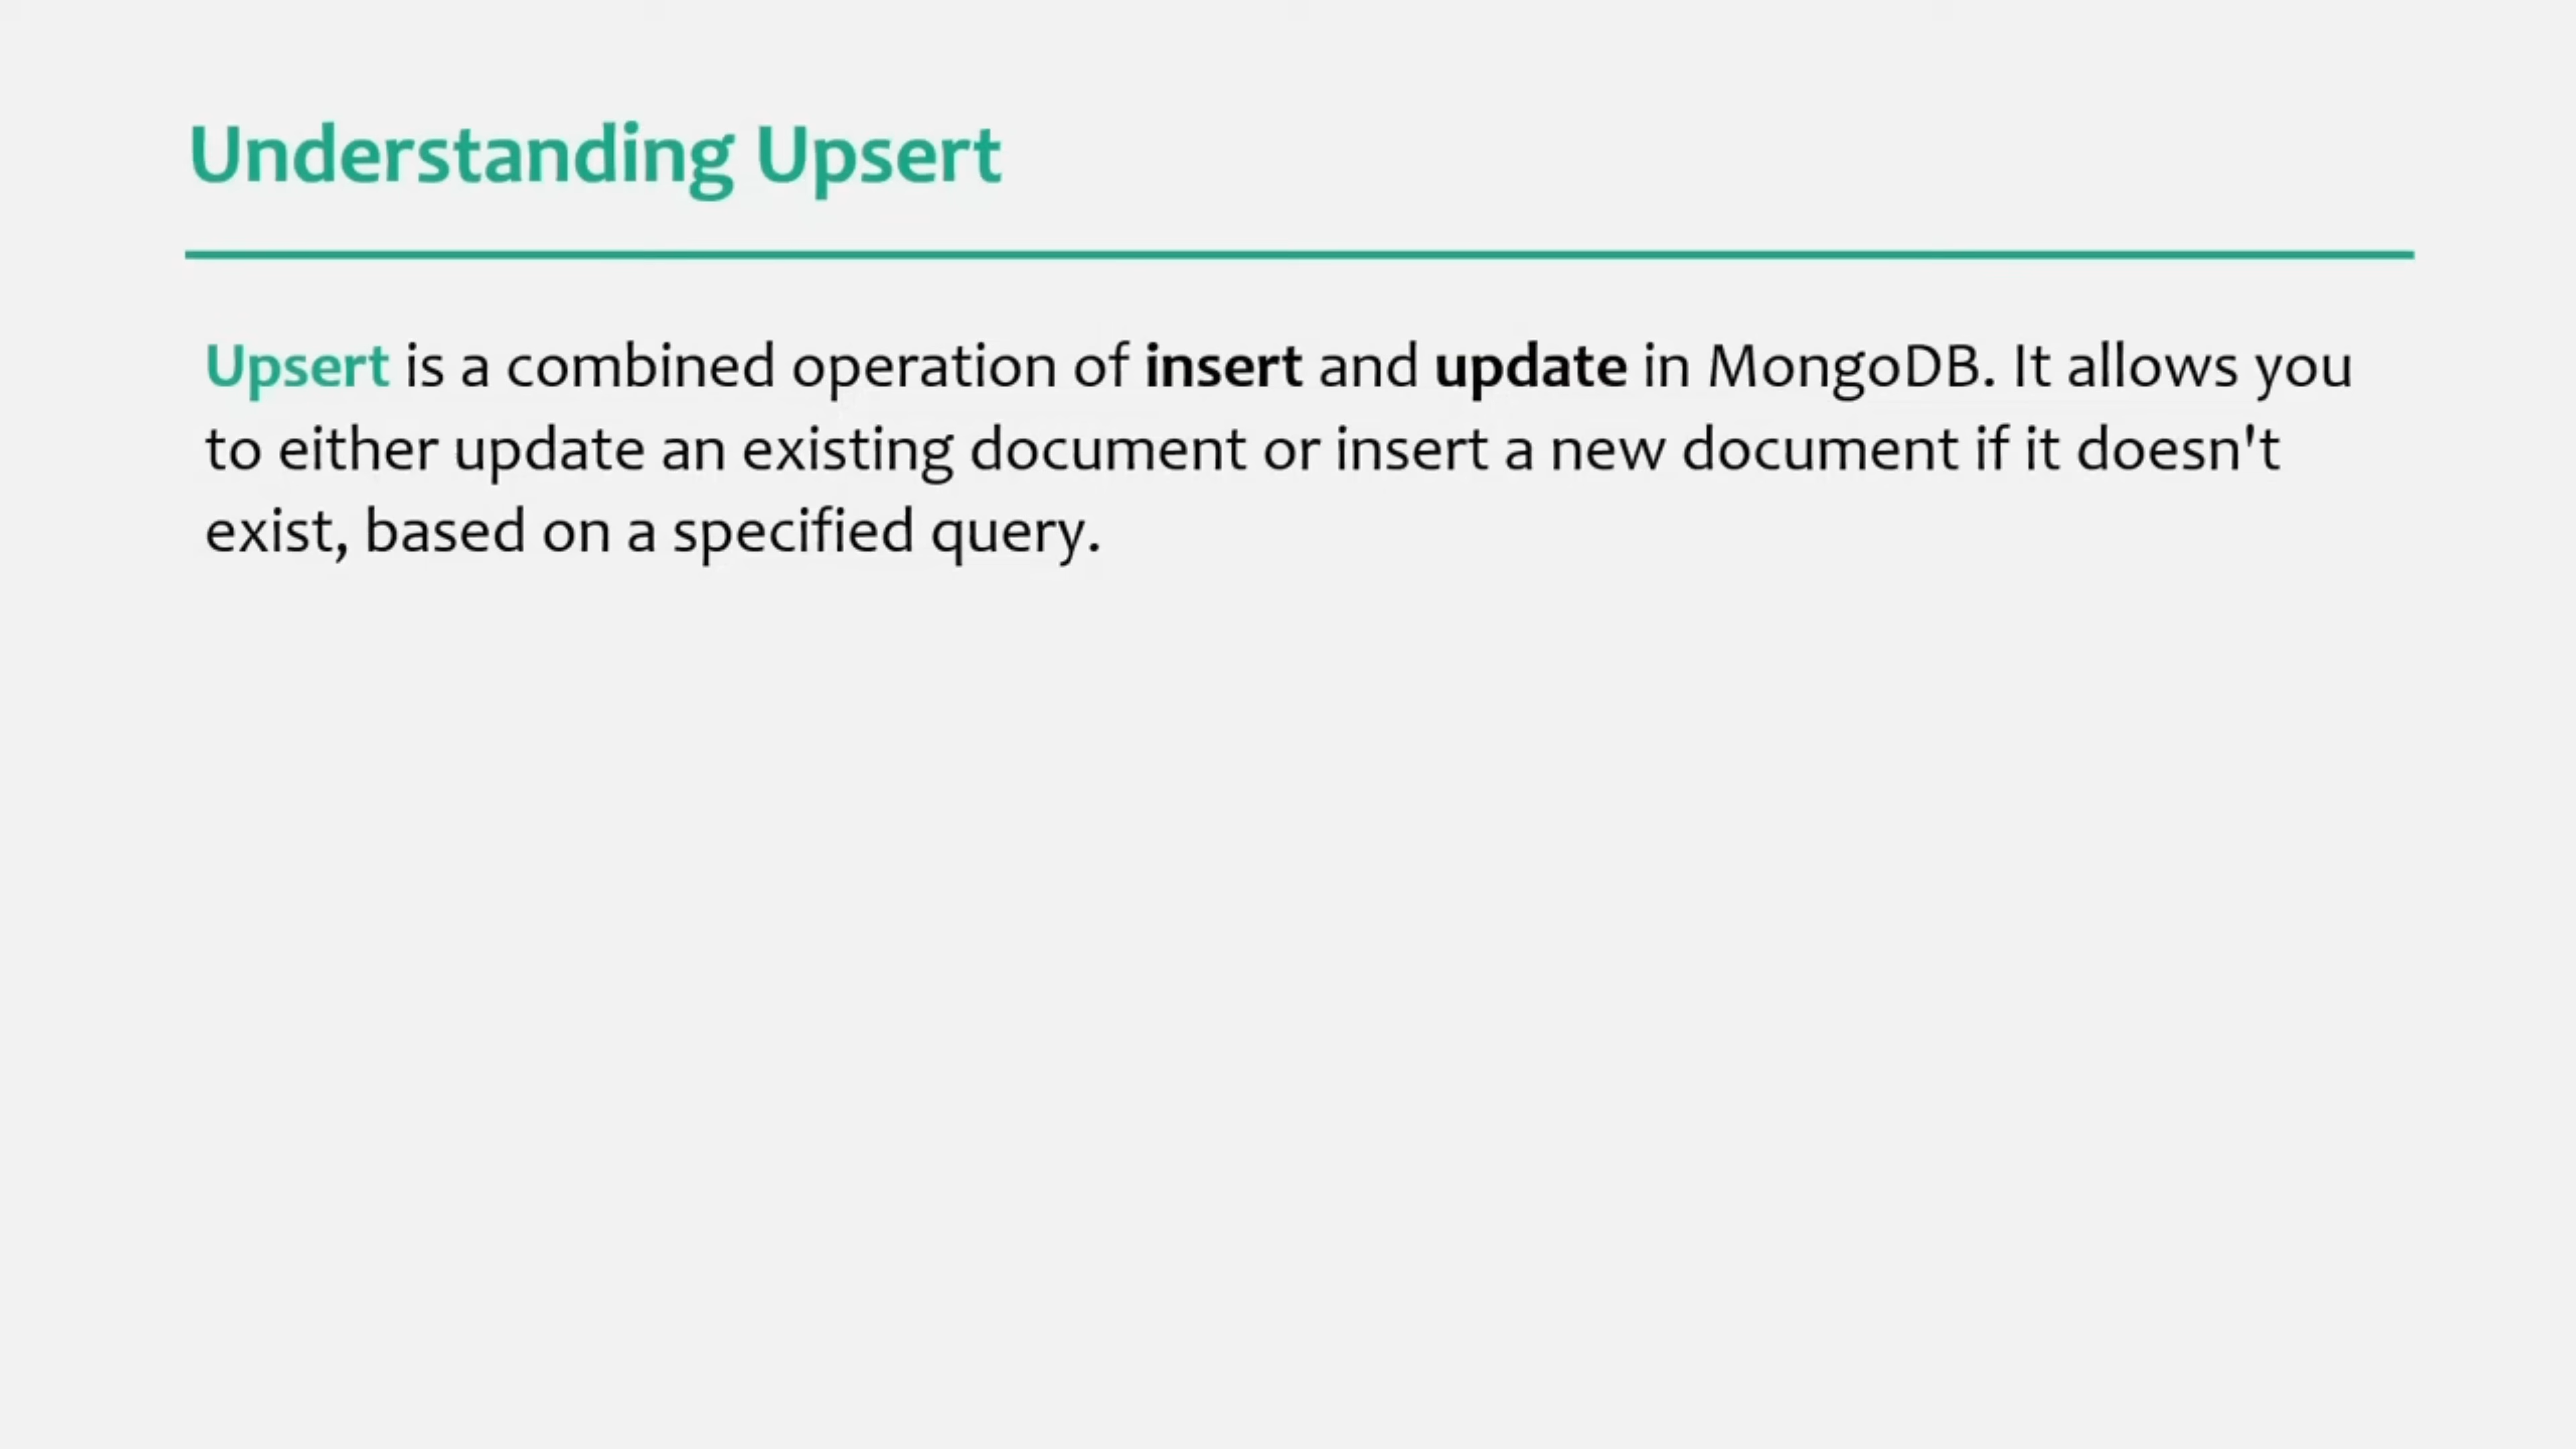 Understanding Upsert
Upsert is a combined operation of insert and update in MongoDB. It allows you
to either update an existing document or insert a new document if it doesn't
exist, based on a specified query.